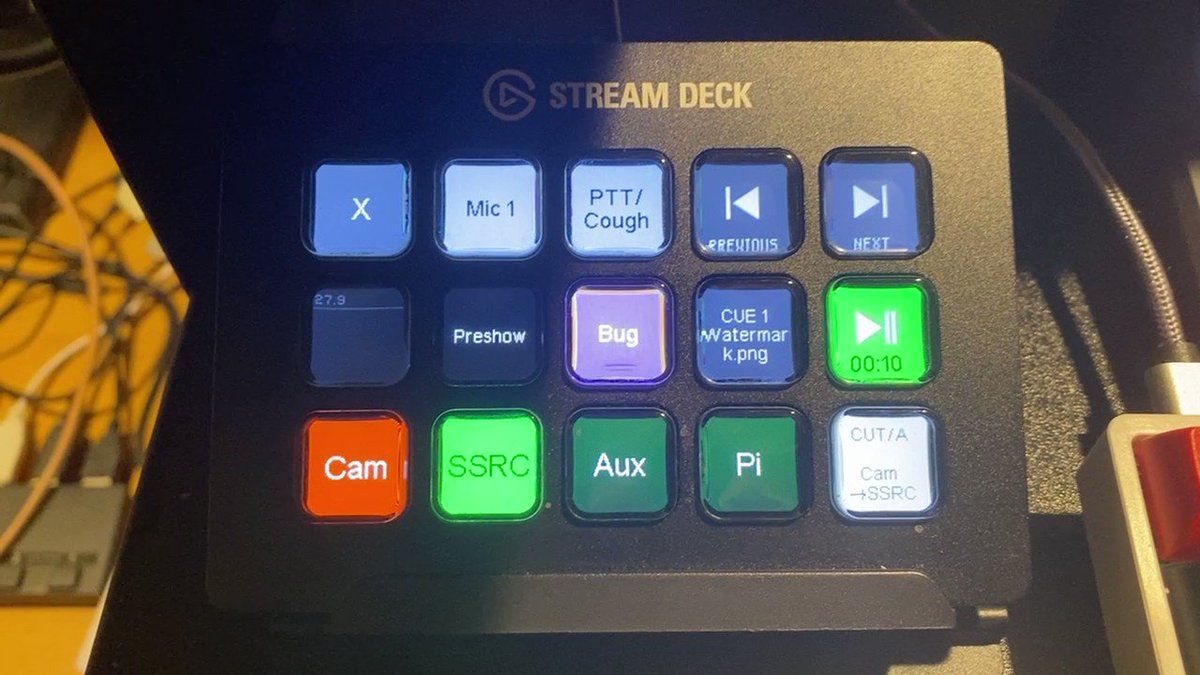 STREAM DECK
X
Mic 1
PTT/
Cough
PREVIOUS
NEXT
27.9
Preshow
Bug
CUE 1
Watermar
k.png
00:10
Cam
SSRC
Aux
Pi
CUT/A
Cam
→SSRC